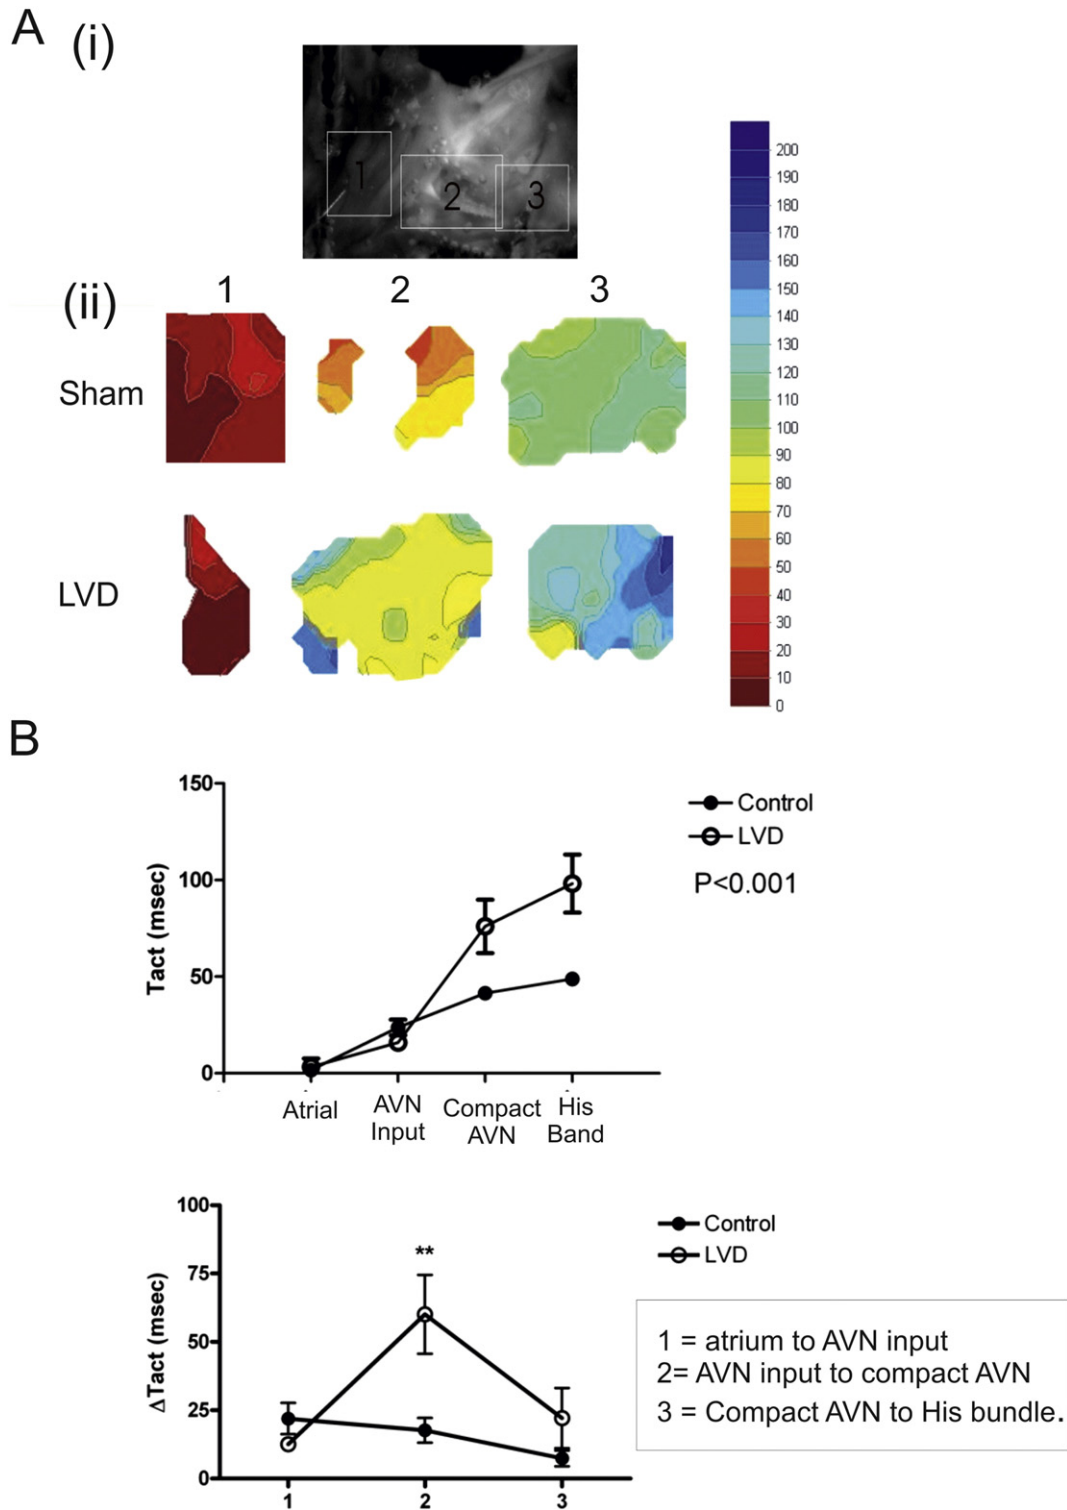 A
(i)
1
2
3
(ii)
1
2
3
Sham
LVD
200
190
180
170
160
150
140
130
120
110
100
90
80
70
60
50
40
30
20
10
0
B
150
100
50
0
Tact (msec)
Control
LVD
P<0.001
Atrial
AVN
Input
Compact
AVN
His
Band
100
75
50
25
0
ΔTact (msec)
**
1
2
3
Control
LVD
1 = atrium to AVN input
2= AVN input to compact AVN
3 = Compact AVN to His bundle.